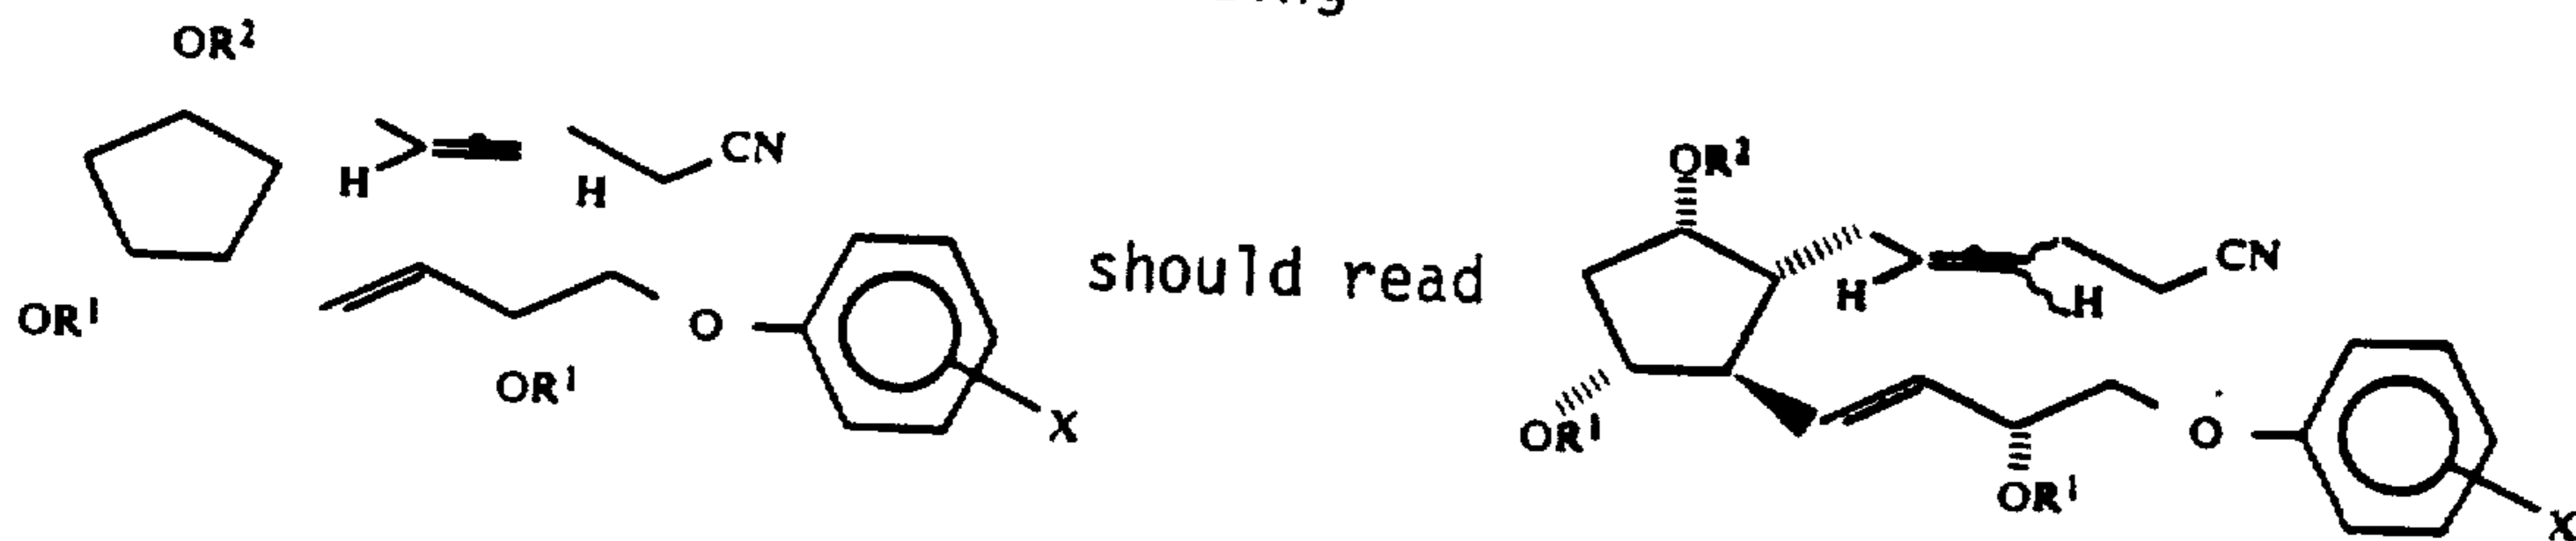 OR²
H H CN
OR¹ O
OR¹ X
should read
OR²
H H CN
OR¹ O
OR¹ X